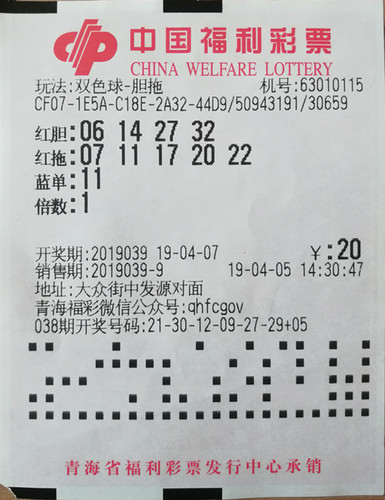 中国福利彩票
CHINA WELFARE LOTTERY
玩法:双色球-胆拖 机号:63010115
CF07-1E5A-C18E-2A32-44D9/50943191/30659
红胆:06 14 27 32
红拖:07 11 17 20 22
蓝单:11
倍数:1
开奖期:2019039 19-04-07 ￥:20
销售期:2019039-9 19-04-05 14:30:47
地址:大众街中发源对面
青海福彩微信公众号:qhfcgov
038期开奖号码:21-30-12-09-27-29+05
青海省福利彩票发行中心承销